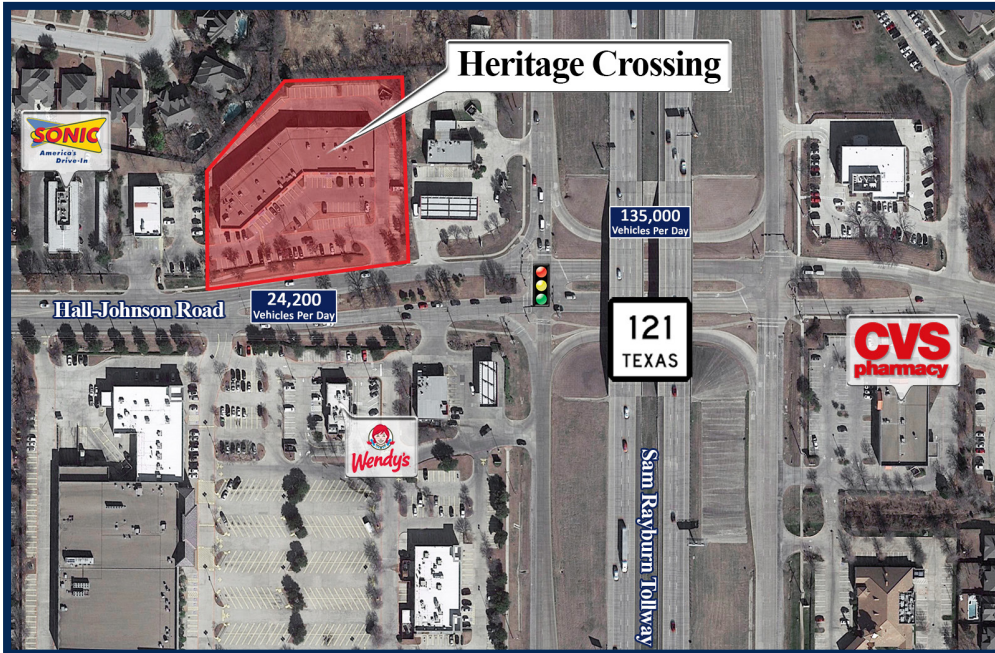 Heritage Crossing
SONIC
America's
Drive-In
135,000
Vehicles Per Day
24,200
Vehicles Per Day
Hall-Johnson Road
121
TEXAS
CVS
pharmacy
Wendy's
Sam Rayburn Tollway